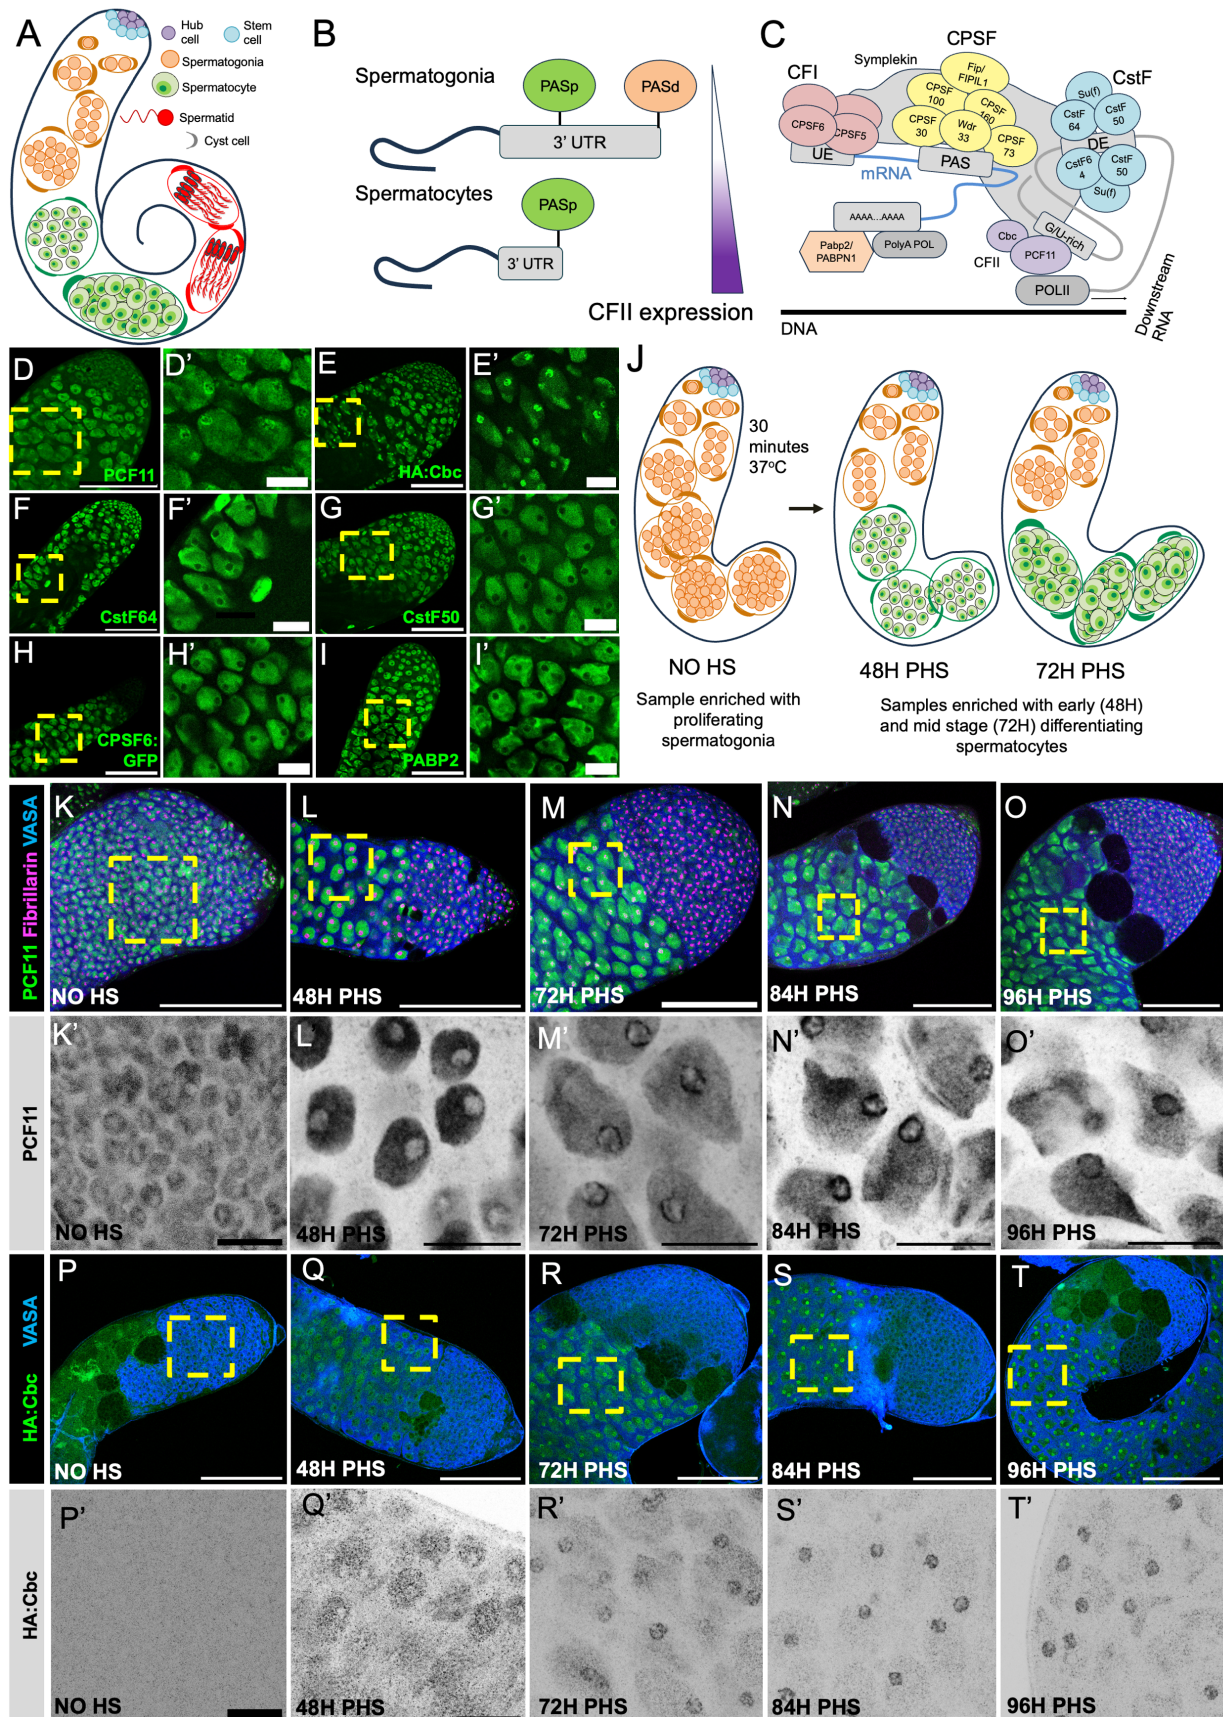 A
Hub
cell
Stem
cell
Spermatogonia
Spermatocyte
Spermatid
Cyst cell
B
Spermatogonia
PASp
PASd
3' UTR
Spermatocytes
PASp
3' UTR
CFII expression
C
CPSF
Symplekin
CFI
CstF
Fip/
FIPIL1
CPSF
100
CPSF
160
CPSF
30
Wdr
33
CPSF
73
CPSF6
CPSF5
UE
PAS
mRNA
Su(f)
CstF
64
CstF
50
DE
CstF6
4
CstF
50
Su(f)
AAAA...AAAA
Pabp2/
PABPN1
PolyA POL
G/U-rich
Cbc
CFII
PCF11
POLII
DNA
Downstream
RNA
D
PCF11
D'
E
HA:Cbc
E'
F
CstF64
F'
G
CstF50
G'
H
CPSF6:
GFP
H'
I
PABP2
I'
J
30
minutes
37ºC
NO HS
48H PHS
72H PHS
Sample enriched with
proliferating
spermatogonia
Samples enriched with early (48H)
and mid stage (72H) differentiating
spermatocytes
PCF11 Fibrillarin VASA
K
NO HS
L
48H PHS
M
72H PHS
N
84H PHS
O
96H PHS
PCF11
K'
NO HS
L'
48H PHS
M'
72H PHS
N'
84H PHS
O'
96H PHS
HA:Cbc VASA
P
NO HS
Q
48H PHS
R
72H PHS
S
84H PHS
T
96H PHS
HA:Cbc
P'
NO HS
Q'
48H PHS
R'
72H PHS
S'
84H PHS
T'
96H PHS